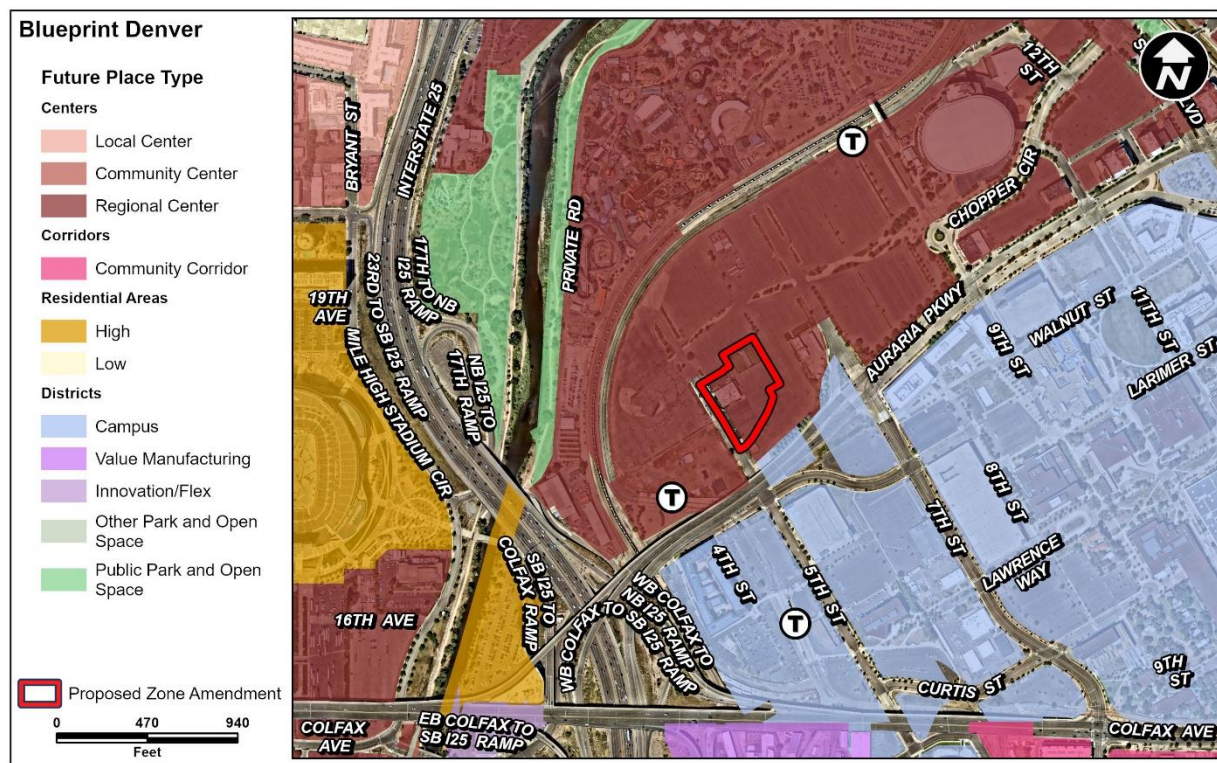 Blueprint Denver
Future Place Type
Centers
Local Center
Community Center
Regional Center
Corridors
Community Corridor
Residential Areas
High
Low
Districts
Campus
Value Manufacturing
Innovation/Flex
Other Park and Open
Space
Public Park and Open
Space
Proposed Zone Amendment
0 470 940
Feet
BRYANT ST
INTERSTATE 25
PRIVATE RD
12TH
ST
N
LVD
T
CHOPPER CIR
17TH TO NB
I25 RAMP
23RD TO SB I25 RAMP
19TH
AVE
MILE HIGH STADIUM CIR
NB I25 TO
17TH RAMP
AURARIA PKWY
9TH ST
WALNUT ST
11TH ST
LARIMER ST
T
8TH ST
7TH ST
LAWRENCE
WAY
4TH ST
5TH ST
T
SB I25 TO
COLFAX RAMP
WB COLFAX TO
NB I25 RAMP
WB COLFAX TO SB I25 RAMP
16TH AVE
9TH
ST
CURTIS ST
COLFAX
AVE
EB COLFAX TO
SB I25 RAMP
COLFAX AVE